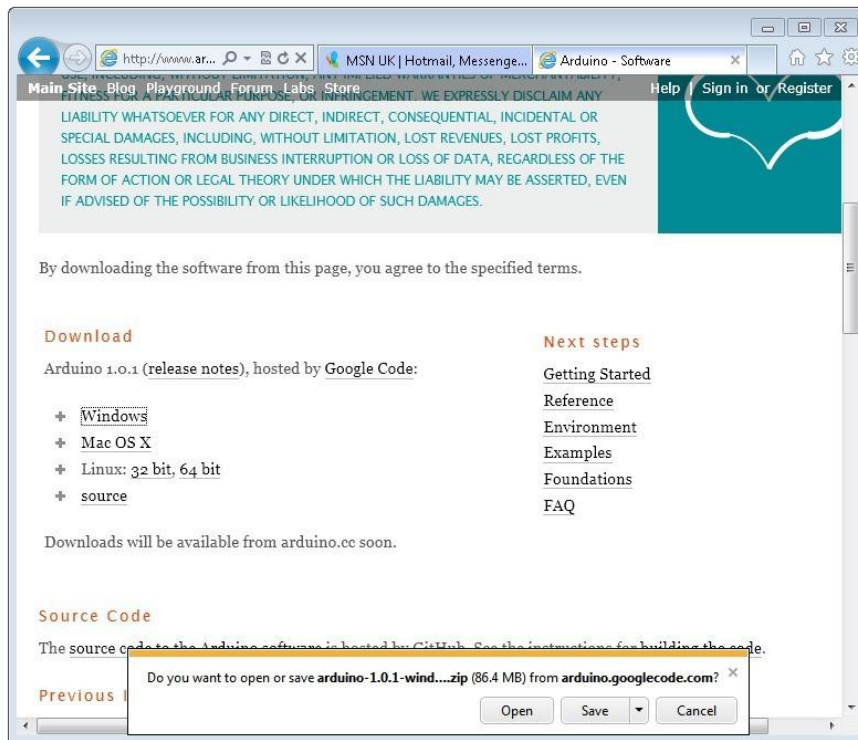 http://www.ar...
MSN UK | Hotmail, Messenge...
Arduino - Software
USE, INCLUDING, WITHOUT LIMITATION, ANY IMPLIED WARRANTIES OF MERCHANTABILITY,
Main Site Blog Playground Forum Labs Store
Help | Sign in or Register
FITNESS FOR A PARTICULAR PURPOSE, OR INFRINGEMENT. WE EXPRESSLY DISCLAIM ANY
LIABILITY WHATSOEVER FOR ANY DIRECT, INDIRECT, CONSEQUENTIAL, INCIDENTAL OR
SPECIAL DAMAGES, INCLUDING, WITHOUT LIMITATION, LOST REVENUES, LOST PROFITS,
LOSSES RESULTING FROM BUSINESS INTERRUPTION OR LOSS OF DATA, REGARDLESS OF THE
FORM OF ACTION OR LEGAL THEORY UNDER WHICH THE LIABILITY MAY BE ASSERTED, EVEN
IF ADVISED OF THE POSSIBILITY OR LIKELIHOOD OF SUCH DAMAGES.
By downloading the software from this page, you agree to the specified terms.
Download
Arduino 1.0.1 (release notes), hosted by Google Code:
Windows
Mac OS X
Linux: 32 bit, 64 bit
source
Downloads will be available from arduino.cc soon.
Next steps
Getting Started
Reference
Environment
Examples
Foundations
FAQ
Source Code
The source code to the Arduino software is hosted by GitHub. See the instructions for building the code.
Previous I
Do you want to open or save arduino-1.0.1-wind....zip (86.4 MB) from arduino.googlecode.com?
Open
Save
Cancel